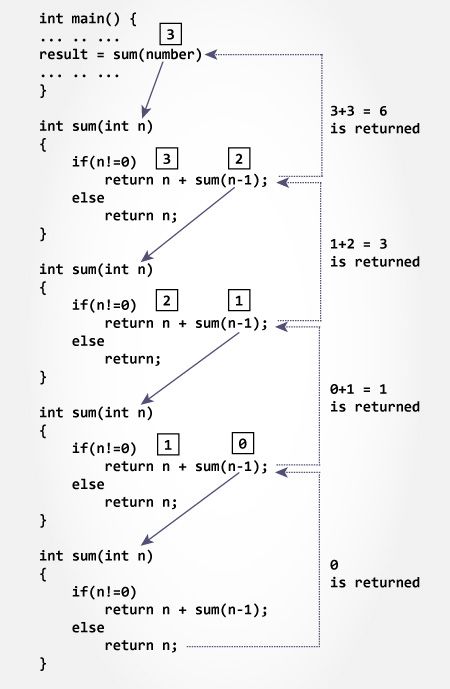 int main() {
3
... .. ...
result = sum(number)
... .. ...
}
3+3 = 6
is returned
int sum(int n)
{
if(n!=0)
3
2
return n + sum(n-1);
else
return n;
}
1+2 = 3
is returned
int sum(int n)
{
if(n!=0)
2
1
return n + sum(n-1);
else
return;
}
0+1 = 1
is returned
int sum(int n)
{
if(n!=0)
1
0
return n + sum(n-1);
else
return n;
}
int sum(int n)
{
0
is returned
if(n!=0)
return n + sum(n-1);
else
return n;
}